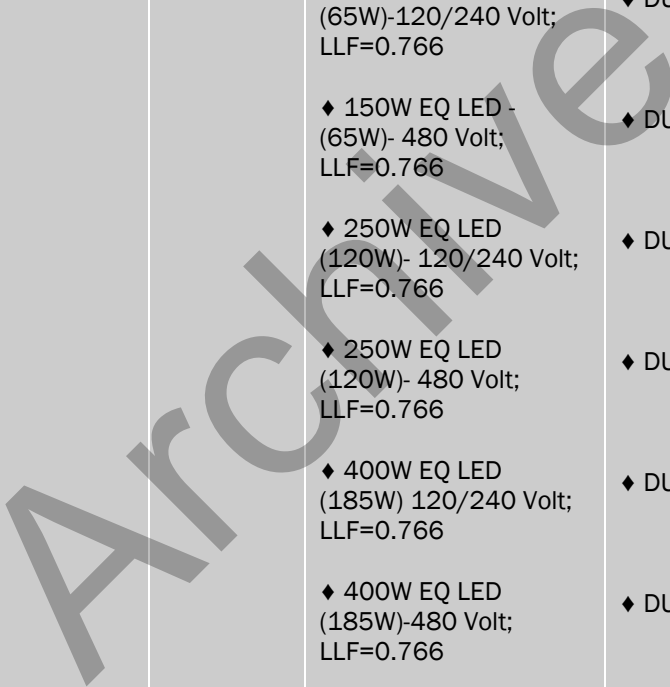 (65W)-120/240 Volt;
LLF=0.766
♦ 150W EQ LED -
(65W)- 480 Volt;
LLF=0.766
♦ 250W EQ LED
(120W)- 120/240 Volt;
LLF=0.766
♦ 250W EQ LED
(120W)- 480 Volt;
LLF=0.766
♦ 400W EQ LED
(185W) 120/240 Volt;
LLF=0.766
♦ 400W EQ LED
(185W)-480 Volt;
LLF=0.766
♦ DU
♦ DU
♦ DU
♦ DU
♦ DU
Archive